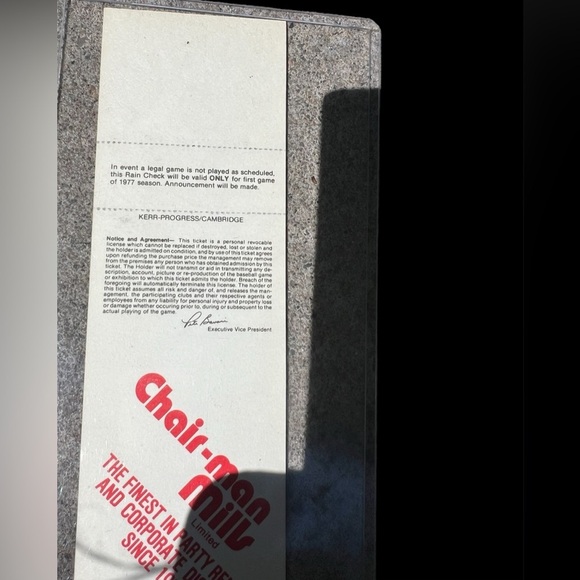 In event a legal game is not played as scheduled,
this Rain Check will be valid ONLY for first game
of 1977 season. Announcement will be made.
KERR-PROGRESS/CAMBRIDGE
Notice and Agreement— This ticket is a personal revocable
license which cannot be replaced if destroyed, lost or stolen and
the holder is admitted on condition, and by use of this ticket agrees
upon refunding the purchase price the management may remove
from the premises any person who has obtained admission by this
ticket. The Holder will not transmit or aid in transmitting any de-
scription, account, picture or re-production of the baseball game
or exhibition to which this ticket admits the holder. Breach of the
foregoing will automatically terminate this license. The holder of
this ticket assumes all risk and danger of, and releases the man-
agement, the participating clubs and their respective agents or
employees from any liability for personal injury and property loss
or damage whether occuring prior to, during or subsequent to the
actual playing of the game.
Executive Vice President
Chair-man
Mills
Limited
THE FINEST IN PARTY
AND CORPORATE
SINCE